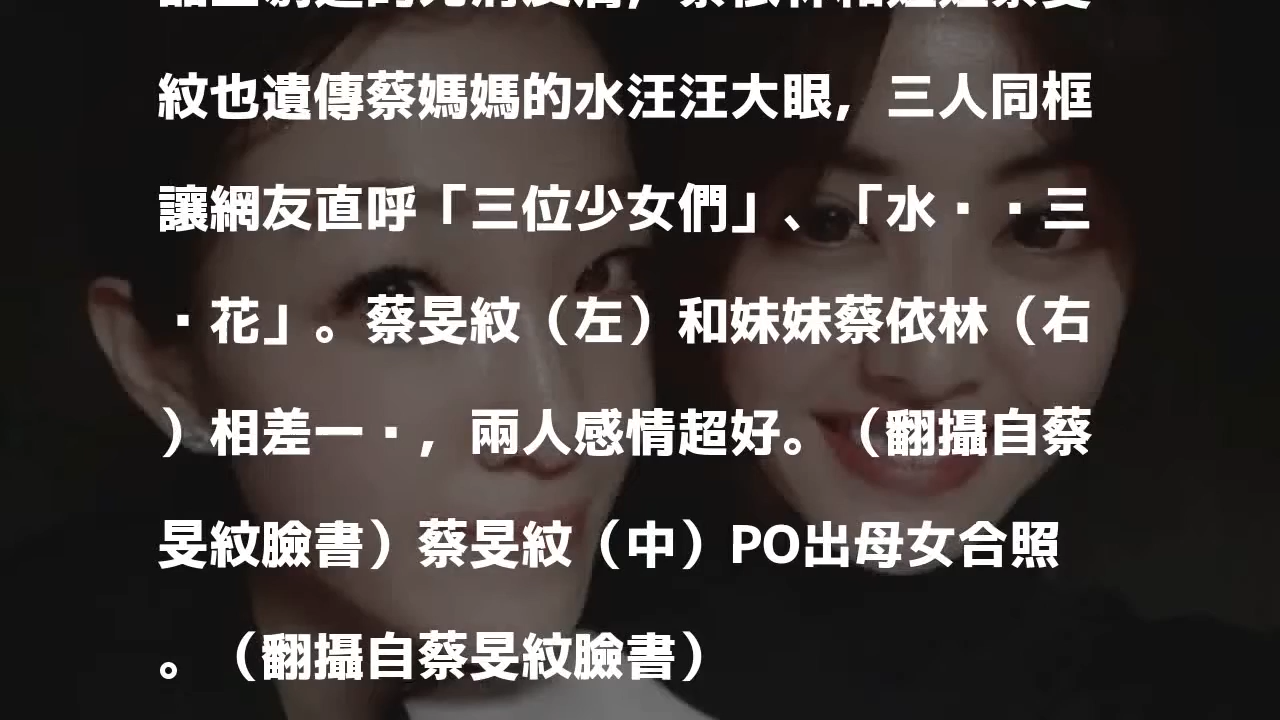 紋也遺傳蔡媽媽的水汪汪大眼，三人同框
讓網友直呼「三位少女們」、「水··三
·花」。蔡旻紋（左）和妹妹蔡依林（右
）相差一·，兩人感情超好。（翻攝自蔡
旻紋臉書）蔡旻紋（中）PO出母女合照
。（翻攝自蔡旻紋臉書）